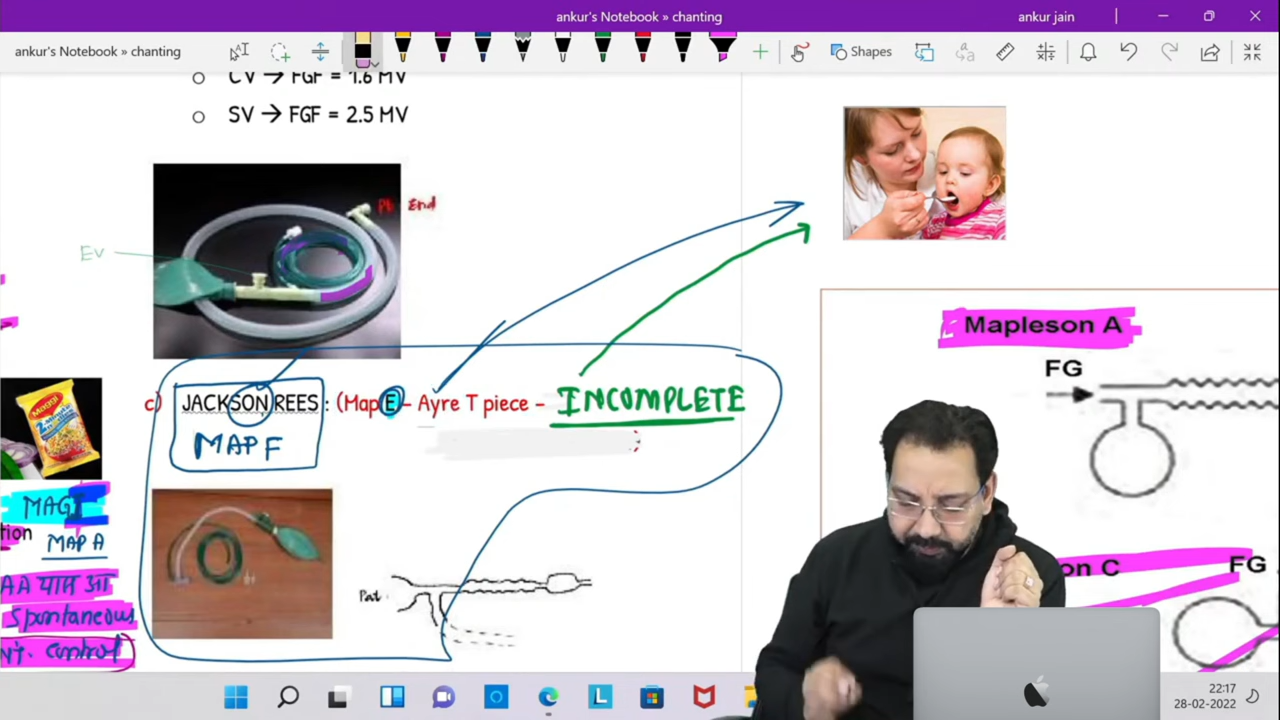 ankur's Notebook » chanting
ankur jain
ankur's Notebook » chanting
Shapes
CV → FGF = 1.6 MV
SV → FGF = 2.5 MV
Pt End
EV
Mapleson A
FG
c) JACKSON REES : (Map E – Ayre T piece – INCOMPLETE
MAP F
Maggi
MAGI
tion MAP A
Spontaneous
control
Pat
on C
FG
22:17
28-02-2022